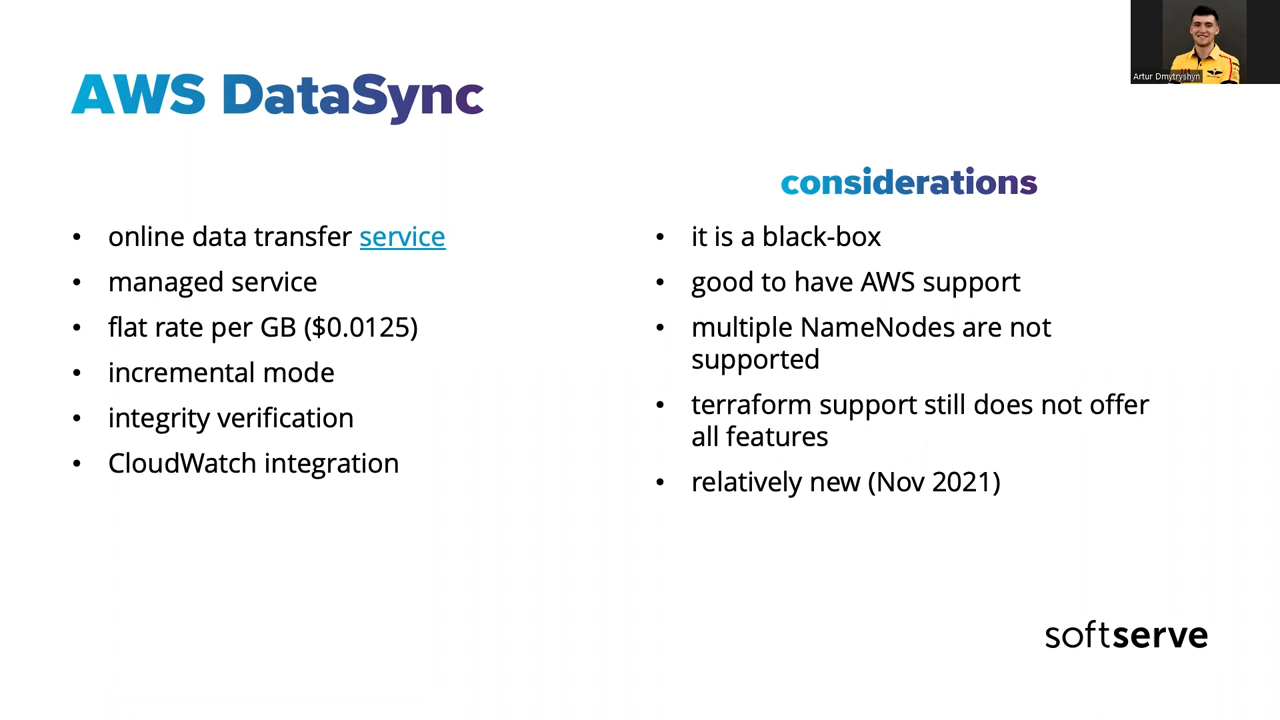 Artur Dmytryshyn
AWS DataSync
• online data transfer service
• managed service
• flat rate per GB ($0.0125)
• incremental mode
• integrity verification
• CloudWatch integration
considerations
• it is a black-box
• good to have AWS support
• multiple NameNodes are not
supported
• terraform support still does not offer
all features
• relatively new (Nov 2021)
softserve